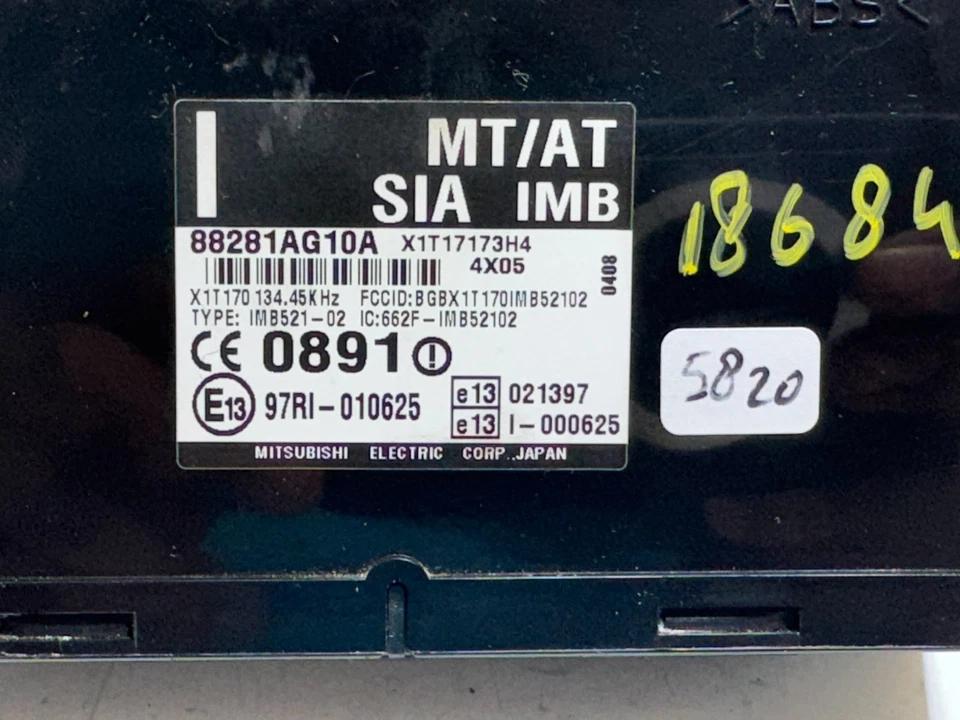 >ABS<
I MT/AT
SIA IMB
88281AG10A X1T17173H4
4X05
0408
X1T170 134.45KHz FCCID:BGBX1T170IMB52102
TYPE: IMB521-02 IC:662F-IMB52102
CE 0891
E13 97RI-010625
e13 021397
e13 I-000625
MITSUBISHI ELECTRIC CORP.,JAPAN
18684
5820